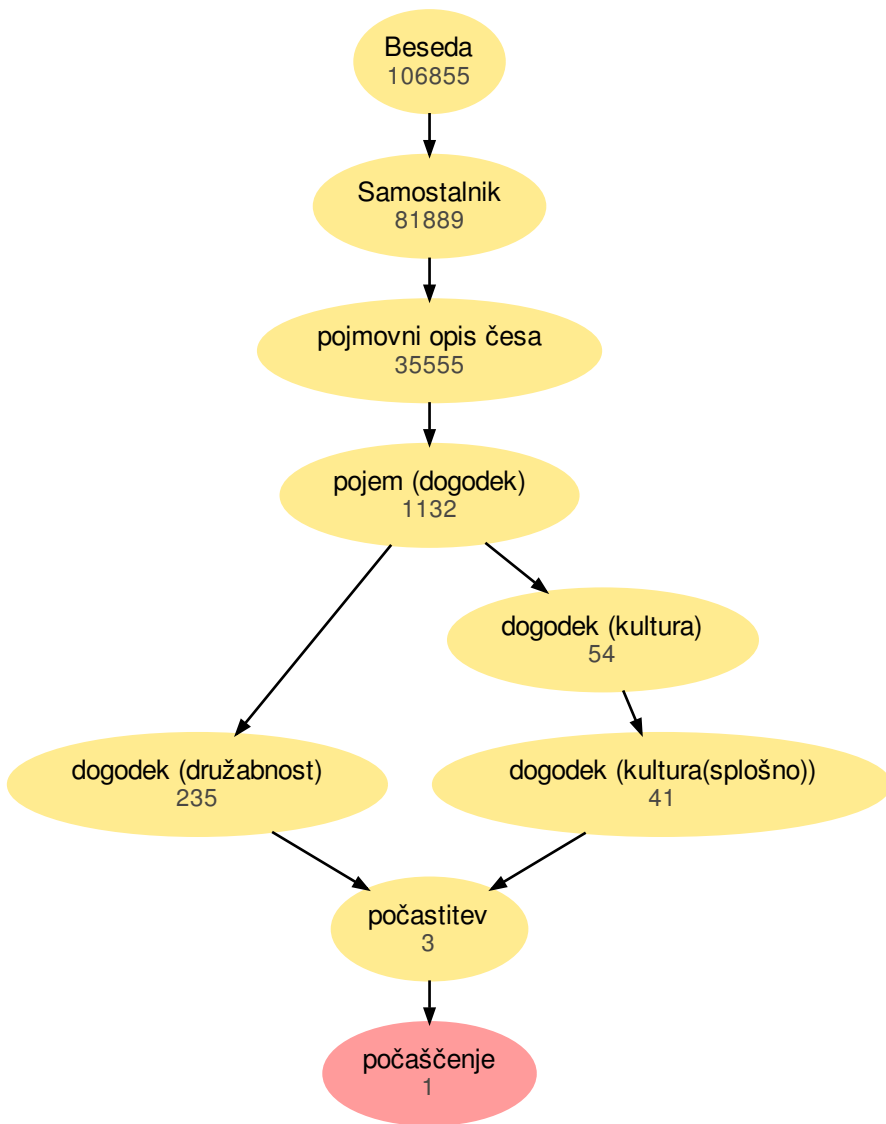 Beseda
106855
Samostalnik
81889
pojmovni opis česa
35555
pojem (dogodek)
1132
dogodek (kultura)
54
dogodek (družabnost)
235
dogodek (kultura(splošno))
41
počastitev
3
počaščenje
1